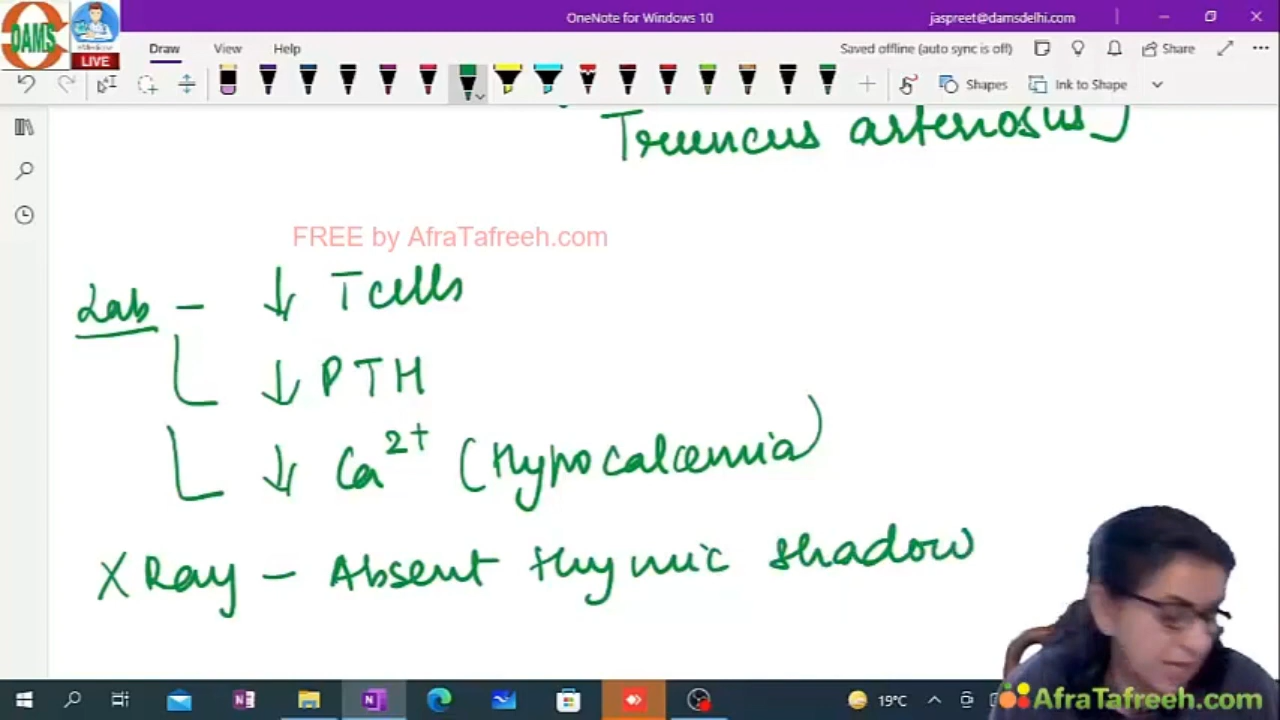 OneNote for Windows 10
jaspreet@damsdelhi.com
DAMS
eMedicoz
LIVE
Draw View Help
Saved offline (auto sync is off)
Share
Shapes
Ink to Shape
Truncus arteriosus)
FREE by AfraTafreeh.com
Lab - ↓ T cells
↓ PTH
↓ Ca2+ (Hypocalcemia)
X Ray - Absent thymic shadow
19°C
AfraTafreeh.com